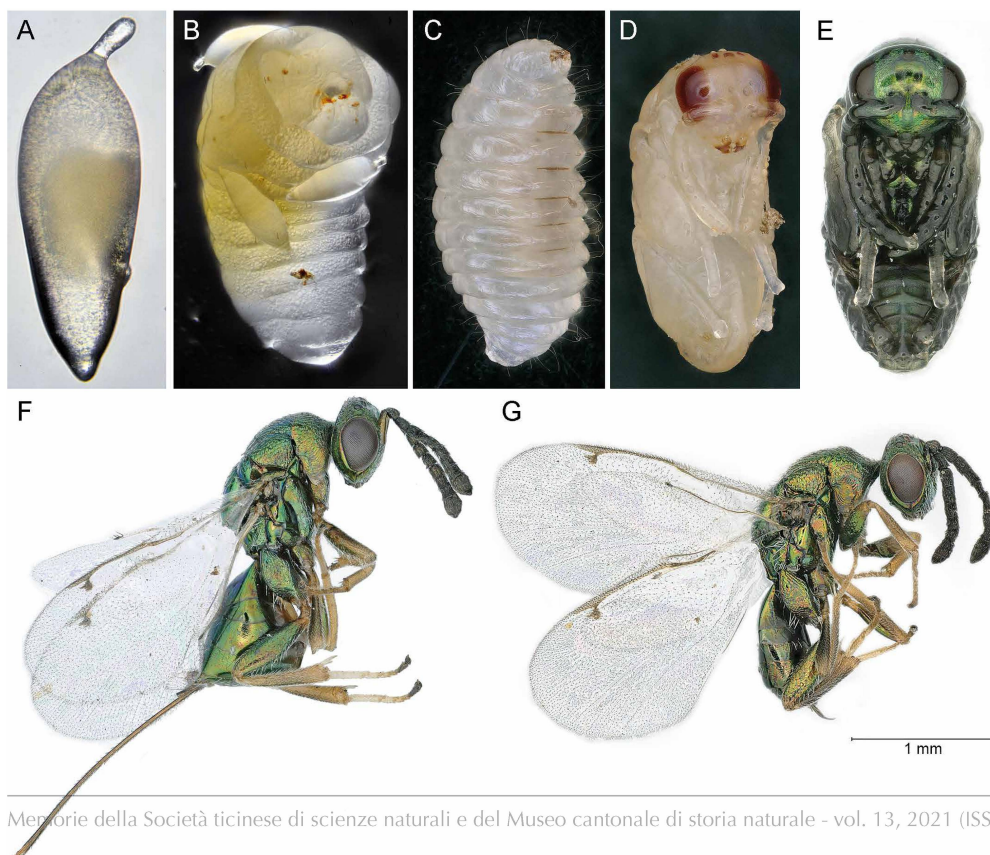 A
B
C
D
E
F
G
1 mm
Memorie della Società ticinese di scienze naturali e del Museo cantonale di storia naturale - vol. 13, 2021 (ISS